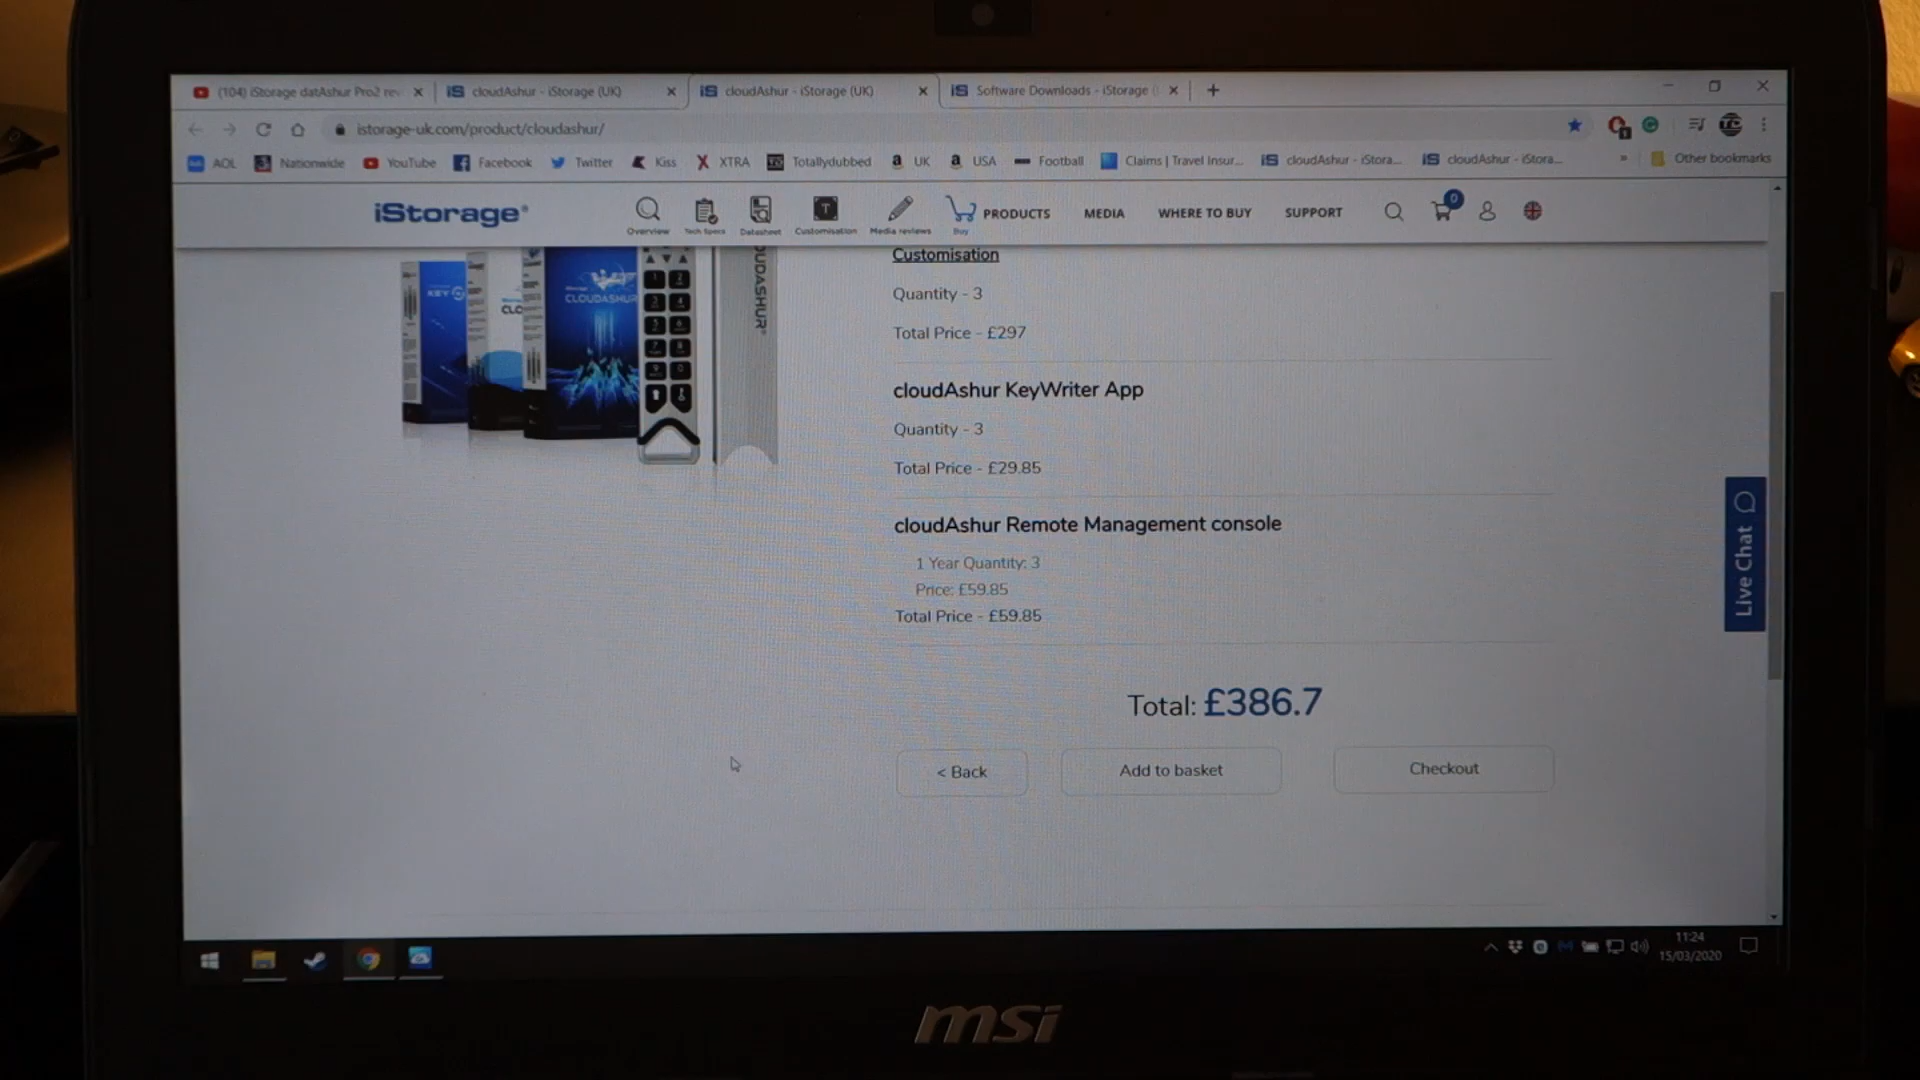 (104) iStorage datAshur Pro2 rev
cloudAshur - iStorage (UK)
cloudAshur - iStorage (UK)
Software Downloads - iStorage (
istorage-uk.com/product/cloudashur/
AOL
Nationwide
YouTube
Facebook
Twitter
Kiss
XTRA
Totallydubbed
UK
USA
Football
Claims | Travel Insur...
cloudAshur - iStora...
cloudAshur - iStora...
Other bookmarks
iStorage®
Overview
Tech Specs
Datasheet
Customisation
Media reviews
Buy
PRODUCTS
MEDIA
WHERE TO BUY
SUPPORT
0
KEY
CLO
CLOUDASHUR
OUDASHUR®
Customisation
Quantity - 3
Total Price - £297
cloudAshur KeyWriter App
Quantity - 3
Total Price - £29.85
cloudAshur Remote Management console
1 Year Quantity: 3
Price: £59.85
Total Price - £59.85
Total: £386.7
< Back
Add to basket
Checkout
Live Chat
11:24
15/03/2020
msi